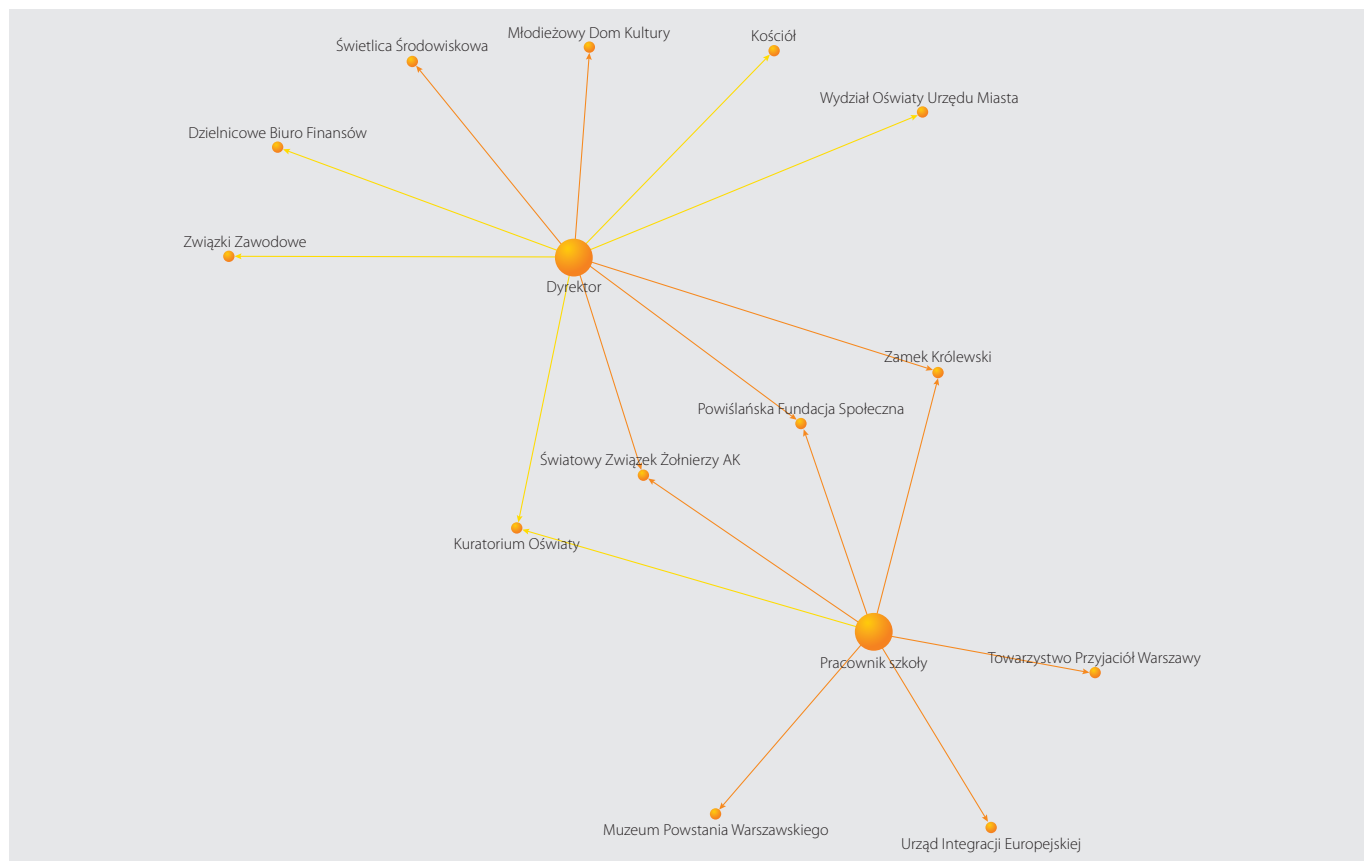 Młodieżowy Dom Kultury
Kościół
Świetlica Środowiskowa
Wydział Oświaty Urzędu Miasta
Dzielnicowe Biuro Finansów
Związki Zawodowe
Dyrektor
Zamek Królewski
Powiślańska Fundacja Społeczna
Światowy Związek Żołnierzy AK
Kuratorium Oświaty
Pracownik szkoły
Towarzystwo Przyjaciół Warszawy
Muzeum Powstania Warszawskiego
Urząd Integracji Europejskiej